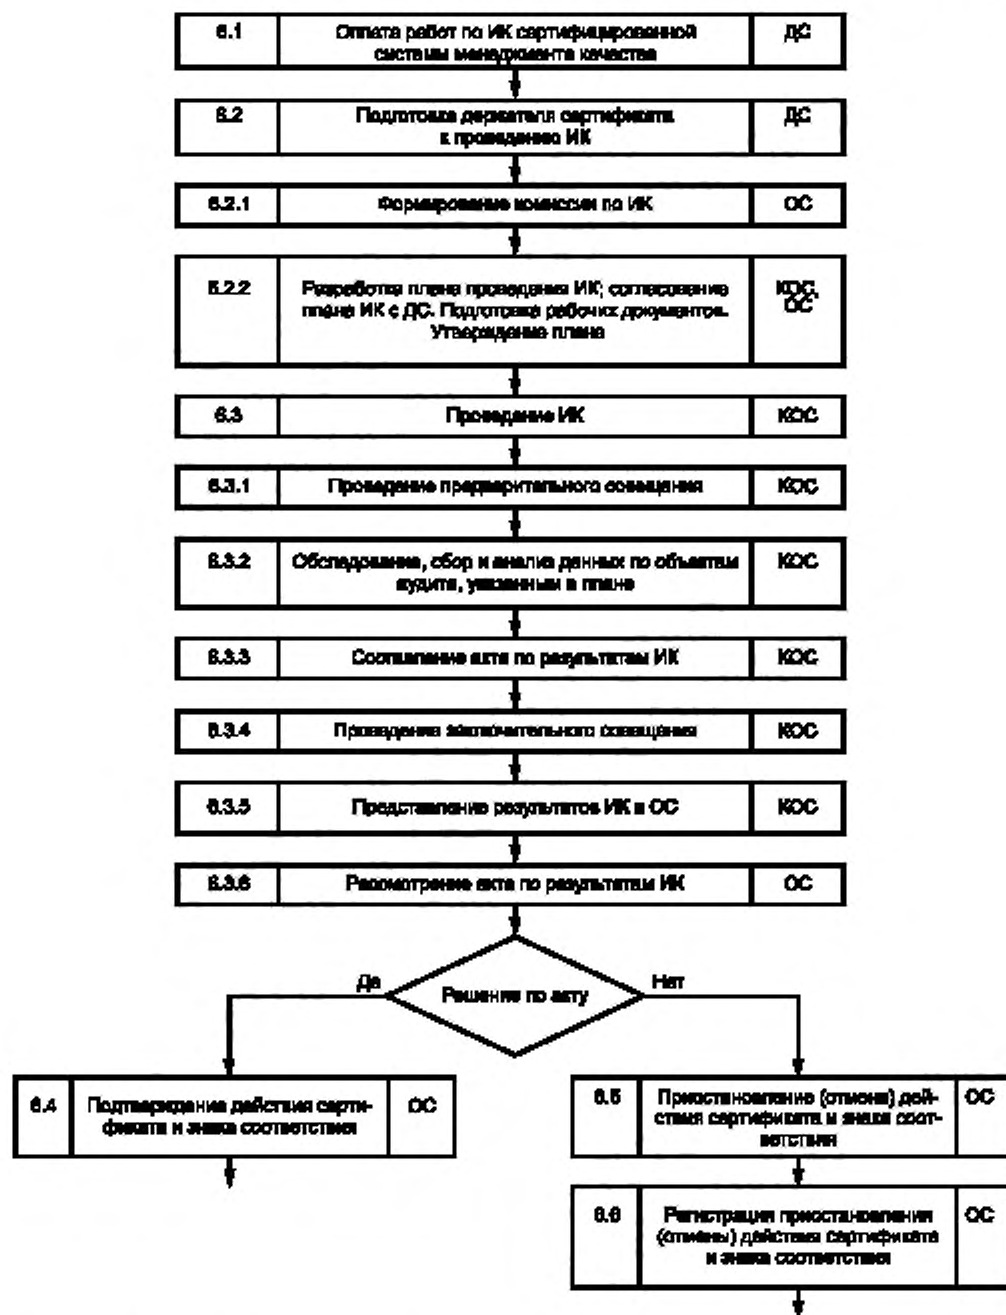 6.1 Оплата работ по ИК сертифицированной ДС
системы менеджмента качества
6.2 Подготовка держателя сертификата ДС
к проведению ИК
6.2.1 Формирование комиссии по ИК ОС
6.2.2 Разработка плана проведения ИК; согласование КОС,
плана ИК с ДС. Подготовка рабочих документов. ОС
Утверждение плана
6.3 Проведение ИК КОС
6.3.1 Проведение предварительного совещания КОС
6.3.2 Обследование, сбор и анализ данных по объектам КОС
аудита, указанным в плане
6.3.3 Составление акта по результатам ИК КОС
6.3.4 Проведение заключительного совещания КОС
6.3.5 Представление результатов ИК в ОС КОС
6.3.6 Рассмотрение акта по результатам ИК ОС
Да Решение по акту Нет
6.4 Подтверждение действия серти- ОС
фиката и знака соответствия
6.5 Приостановление (отмена) дей- ОС
ствия сертификата и знака соот-
ветствия
6.6 Регистрация приостановления ОС
(отмены) действия сертификата
и знака соответствия